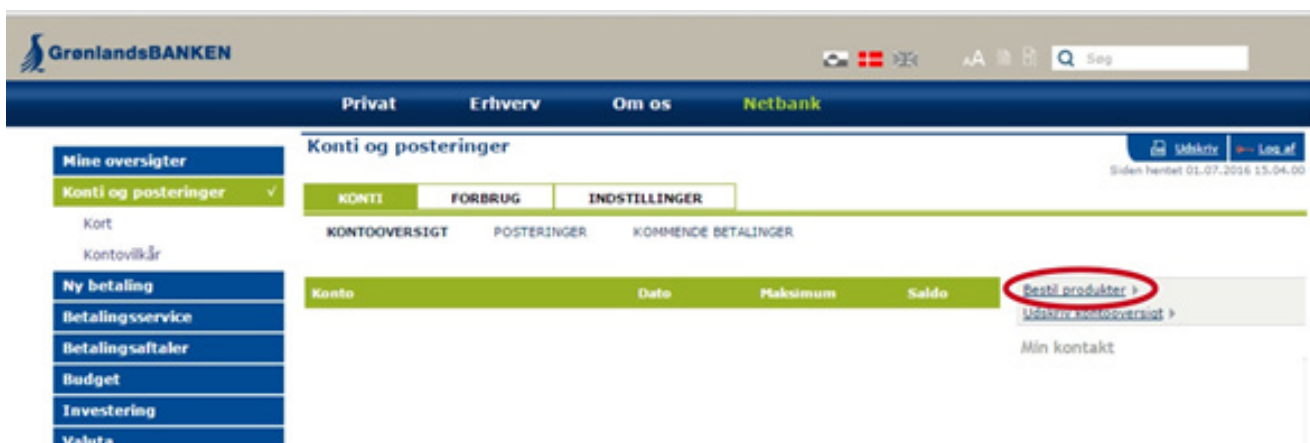 GrønlandsBANKEN
AA
Søg
Privat Erhverv Om os Netbank
Mine oversigter
Konti og posteringer √
Kort
Kontovilkår
Ny betaling
Betalingsservice
Betalingsaftaler
Budget
Investering
Valuta
Konti og posteringer
Udskriv Log af
Siden hentet 01.07.2016 15.04.00
KONTI FORBRUG INDSTILLINGER
KONTOOVERSIGT POSTERINGER KOMMENDE BETALINGER
Konto Dato Maksimum Saldo
Bestil produkter
Udskriv kontooversigt
Min kontakt